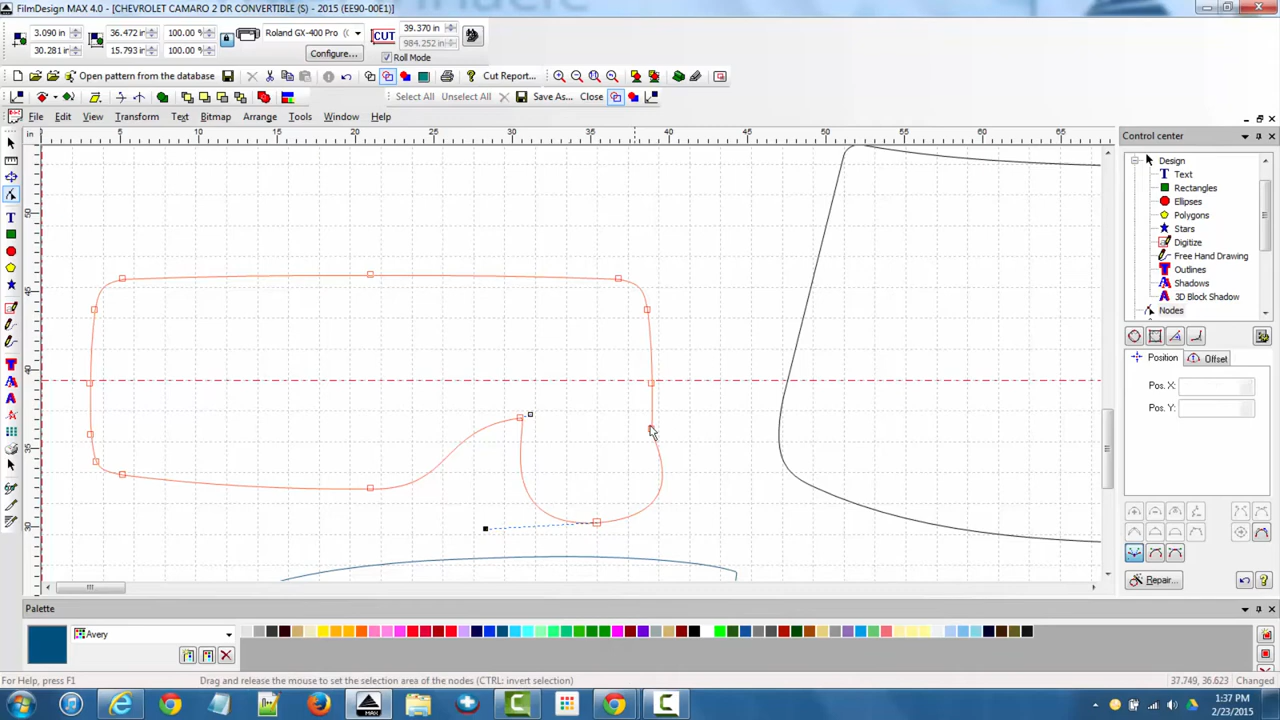 FilmDesign MAX 4.0 - [CHEVROLET CAMARO 2 DR CONVERTIBLE (S) - 2015 (EE90-00E1)]
3.090 in 36.472 in 100.00 % Roland GX-400 Pro (C 39.370 in
30.281 in 15.793 in 100.00 % Configure... CUT 984.252 in
Roll Mode
Open pattern from the database Cut Report...
Select All Unselect All Save As... Close
File Edit View Transform Text Bitmap Arrange Tools Window Help
in 5 10 15 20 25 30 35 40 45 50 55 60 65
50
45
40
35
30
Control center
Design
Text
Rectangles
Ellipses
Polygons
Stars
Digitize
Free Hand Drawing
Outlines
Shadows
3D Block Shadow
Nodes
Position Offset
Pos. X:
Pos. Y:
Repair...
Palette
Avery
For Help, press F1 Drag and release the mouse to set the selection area of the nodes (CTRL: invert selection) 37.749, 36.623 Changed
MAX
1:37 PM
2/23/2015